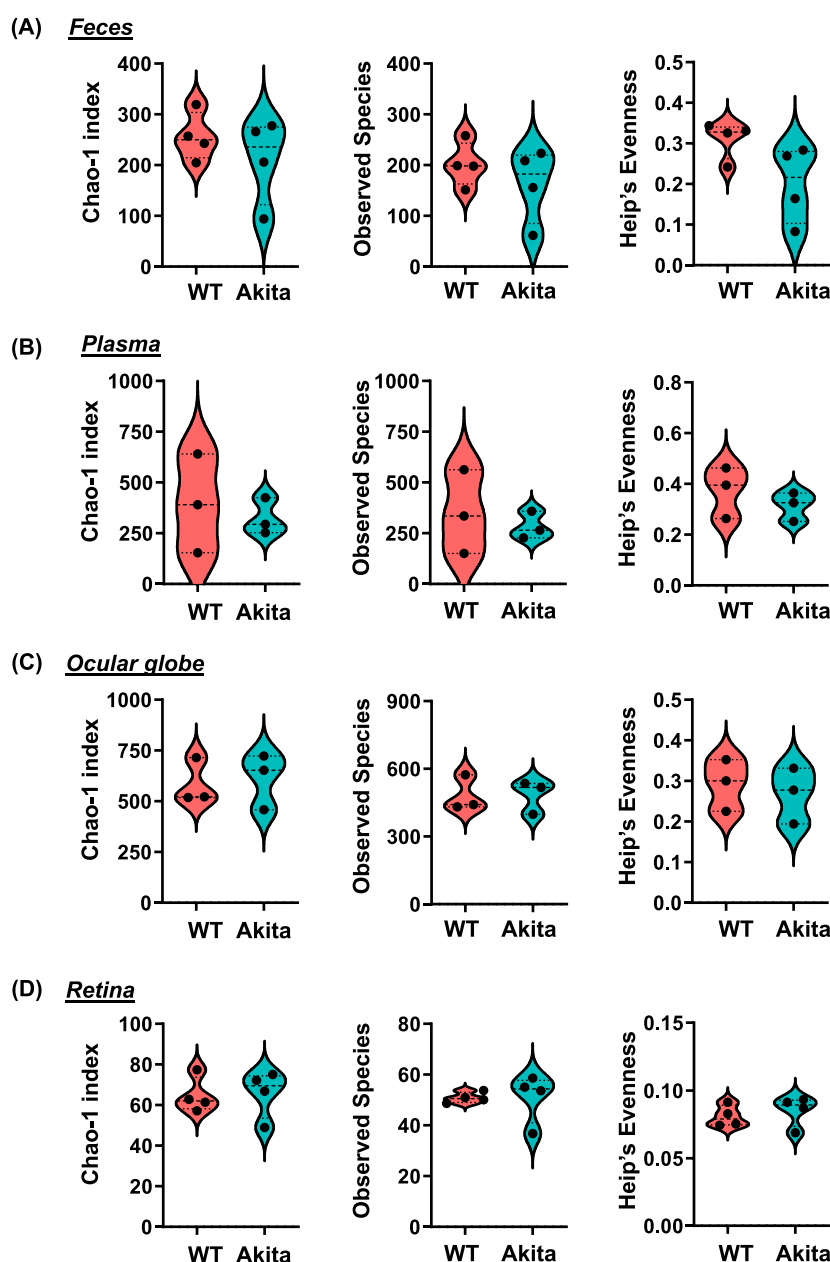 (A) Feces
Chao-1 index
400
300
200
100
0
WT Akita
Observed Species
400
300
200
100
0
WT Akita
Heip's Evenness
0.5
0.4
0.3
0.2
0.1
0.0
WT Akita
(B) Plasma
Chao-1 index
1000
750
500
250
0
WT Akita
Observed Species
1000
750
500
250
0
WT Akita
Heip's Evenness
0.8
0.6
0.4
0.2
0.0
WT Akita
(C) Ocular globe
Chao-1 index
1000
750
500
250
0
WT Akita
Observed Species
900
600
300
0
WT Akita
Heip's Evenness
0.5
0.4
0.3
0.2
0.1
0.0
WT Akita
(D) Retina
Chao-1 index
100
80
60
40
20
0
WT Akita
Observed Species
80
60
40
20
0
WT Akita
Heip's Evenness
0.15
0.10
0.05
0.00
WT Akita